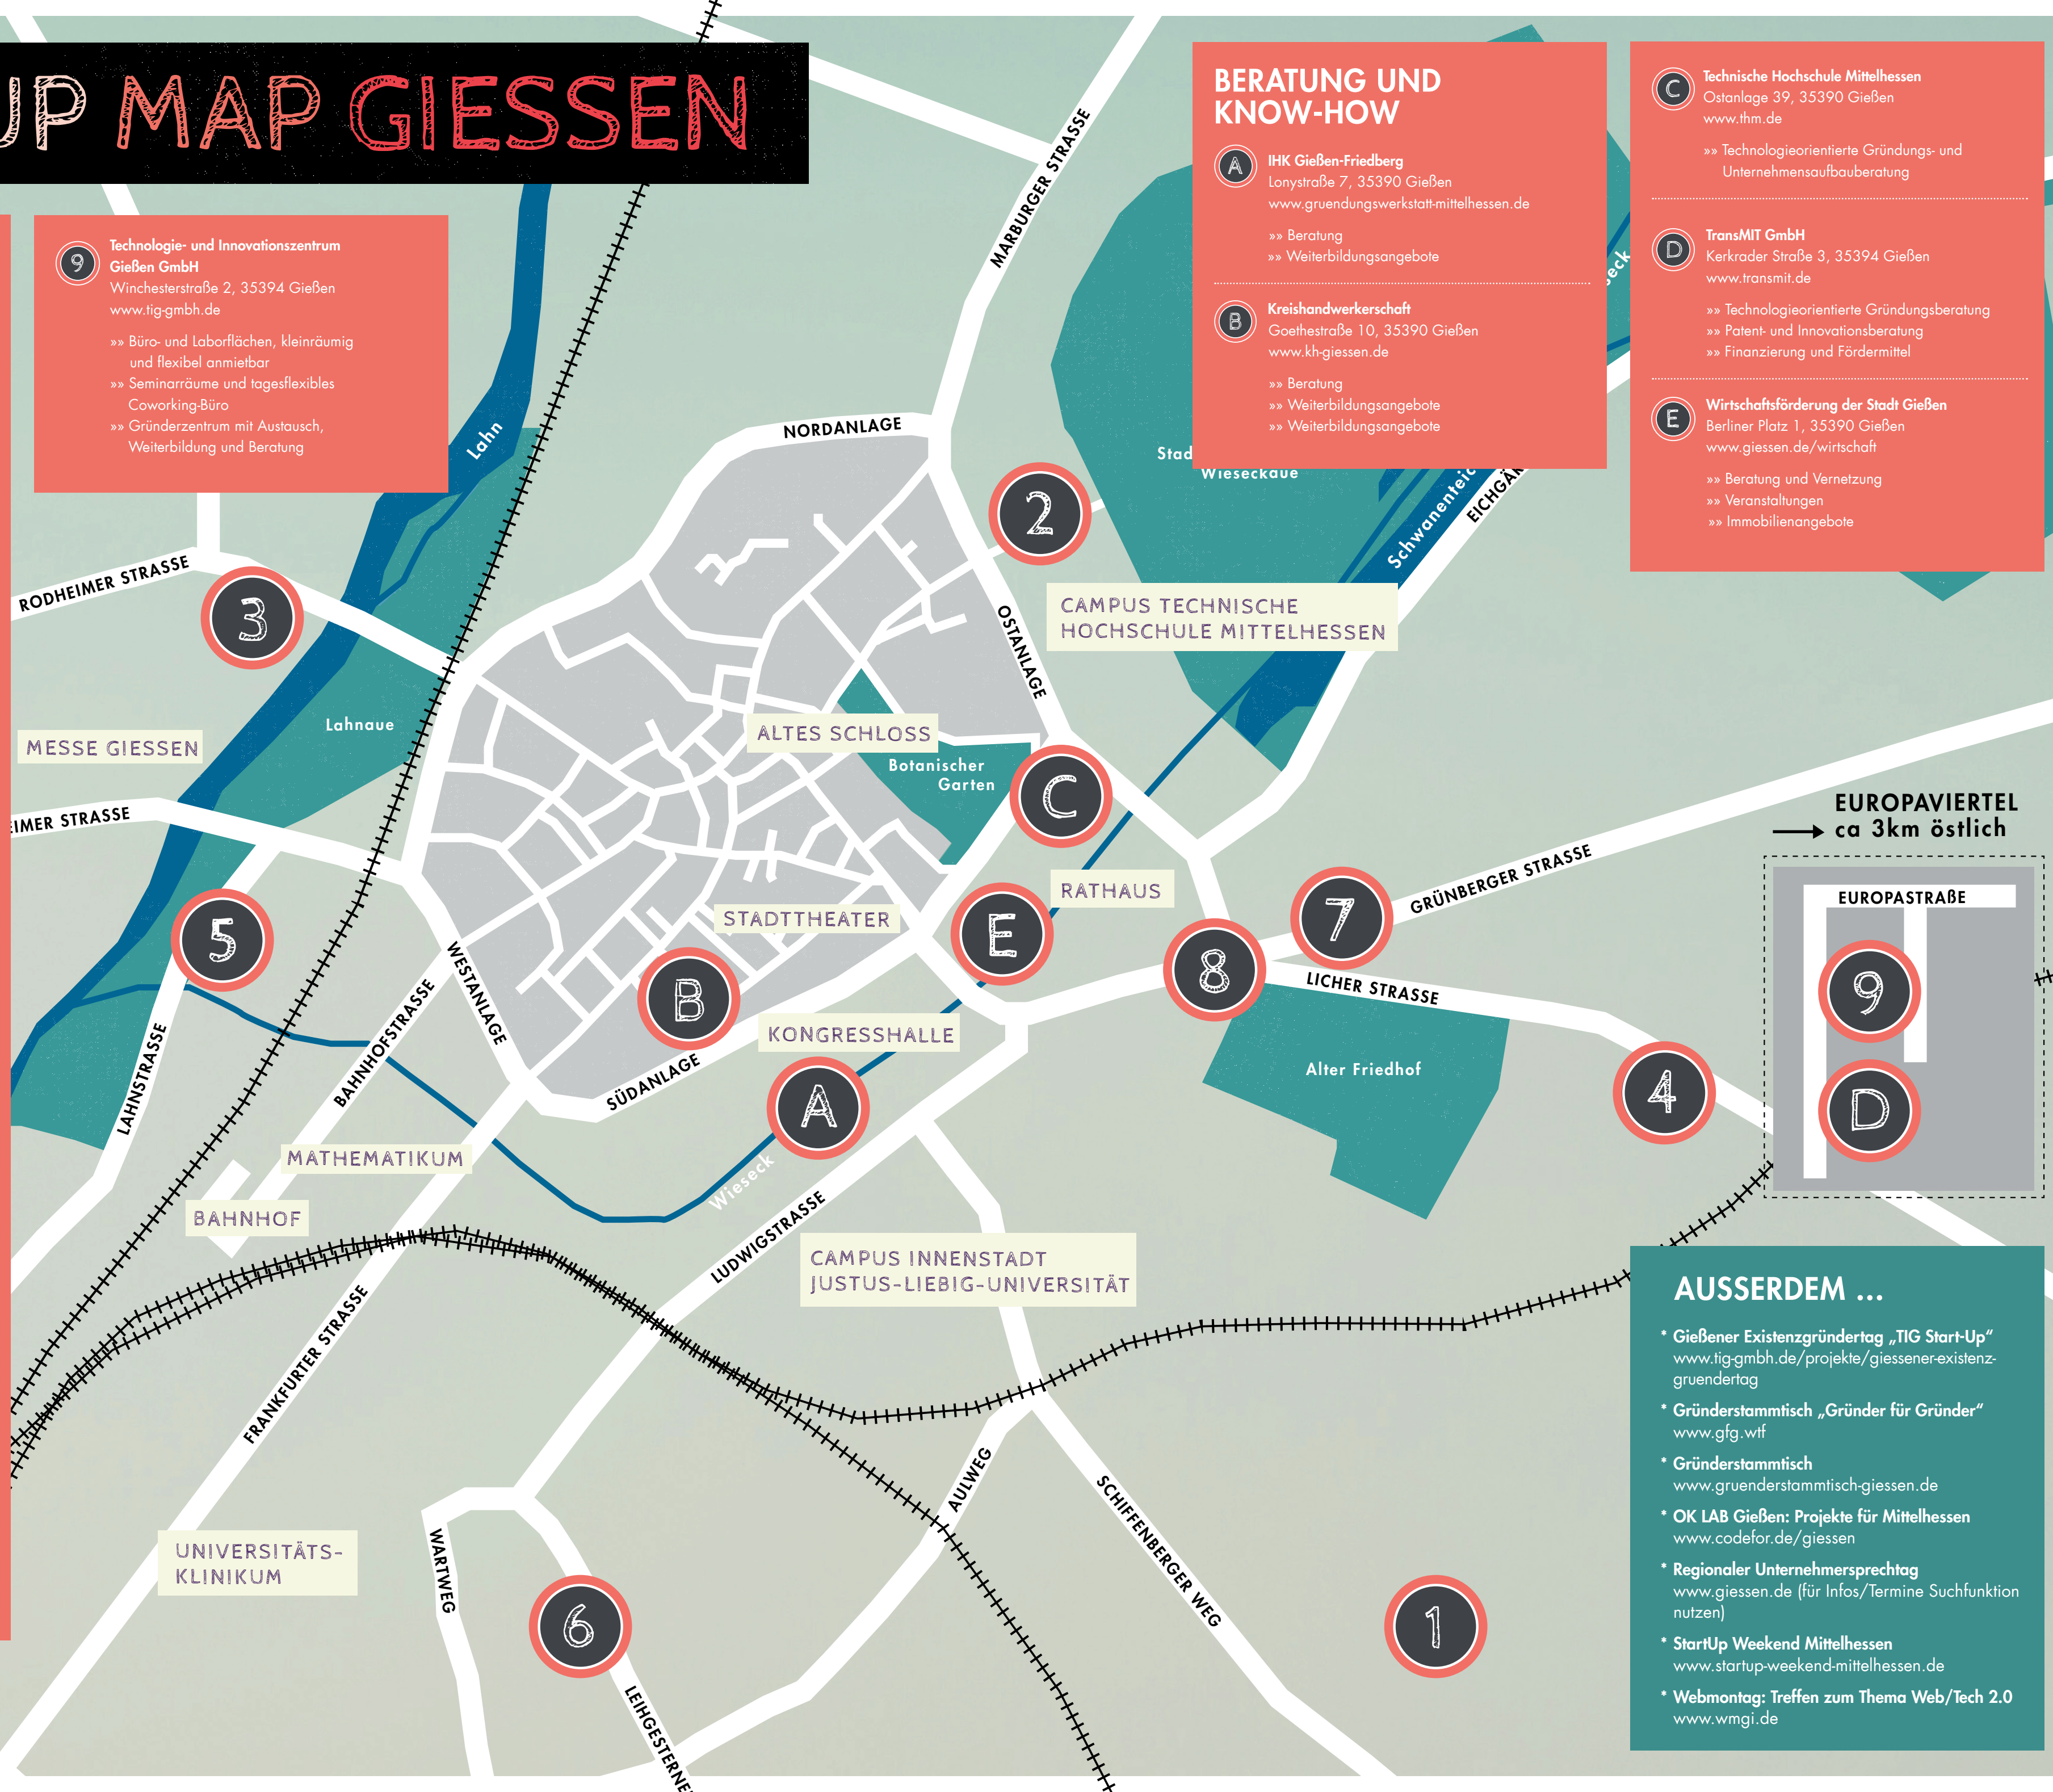 UP MAP GIESSEN
9
Technologie- und Innovationszentrum
Gießen GmbH
Winchesterstraße 2, 35394 Gießen
www.tig-gmbh.de
»» Büro- und Laborflächen, kleinräumig
und flexibel anmietbar
»» Seminarräume und tagesflexibles
Coworking-Büro
»» Gründerzentrum mit Austausch,
Weiterbildung und Beratung
BERATUNG UND
KNOW-HOW
A
IHK Gießen-Friedberg
Lonystraße 7, 35390 Gießen
www.gruendungswerkstatt-mittelhessen.de
»» Beratung
»» Weiterbildungsangebote
B
Kreishandwerkerschaft
Goethestraße 10, 35390 Gießen
www.kh-giessen.de
»» Beratung
»» Weiterbildungsangebote
»» Weiterbildungsangebote
C
Technische Hochschule Mittelhessen
Ostanlage 39, 35390 Gießen
www.thm.de
»» Technologieorientierte Gründungs- und
Unternehmensaufbauberatung
D
TransMIT GmbH
Kerkrader Straße 3, 35394 Gießen
www.transmit.de
»» Technologieorientierte Gründungsberatung
»» Patent- und Innovationsberatung
»» Finanzierung und Fördermittel
E
Wirtschaftsförderung der Stadt Gießen
Berliner Platz 1, 35390 Gießen
www.giessen.de/wirtschaft
»» Beratung und Vernetzung
»» Veranstaltungen
»» Immobilienangebote
MARBURGER STRASSE
eck
NORDANLAGE
Lahn
Stad
Wieseckaue
Schwanenteic
EICHGÄR
2
RODHEIMER STRASSE
3
OSTANLAGE
CAMPUS TECHNISCHE
HOCHSCHULE MITTELHESSEN
Lahnaue
MESSE GIESSEN
ALTES SCHLOSS
Botanischer
Garten
C
EIMER STRASSE
EUROPAVIERTEL
ca 3km östlich
EUROPASTRAßE
9
D
GRÜNBERGER STRASSE
RATHAUS
STADTTHEATER
7
E
5
8
LICHER STRASSE
B
WESTANLAGE
BAHNHOFSTRASSE
LAHNSTRASSE
KONGRESSHALLE
SÜDANLAGE
A
Alter Friedhof
4
MATHEMATIKUM
Wieseck
BAHNHOF
LUDWIGSTRASSE
CAMPUS INNENSTADT
JUSTUS-LIEBIG-UNIVERSITÄT
FRANKFURTER STRASSE
AULWEG
SCHIFFENBERGER WEG
UNIVERSITÄTS-
KLINIKUM
WARTWEG
6
1
LEIHGESTERNE
AUSSERDEM ...
* Gießener Existenzgründertag „TIG Start-Up“
www.tig-gmbh.de/projekte/giessener-existenz-
gruendertag
* Gründerstammtisch „Gründer für Gründer“
www.gfg.wtf
* Gründerstammtisch
www.gruenderstammtisch-giessen.de
* OK LAB Gießen: Projekte für Mittelhessen
www.codefor.de/giessen
* Regionaler Unternehmersprechtag
www.giessen.de (für Infos/Termine Suchfunktion
nutzen)
* StartUp Weekend Mittelhessen
www.startup-weekend-mittelhessen.de
* Webmontag: Treffen zum Thema Web/Tech 2.0
www.wmgi.de